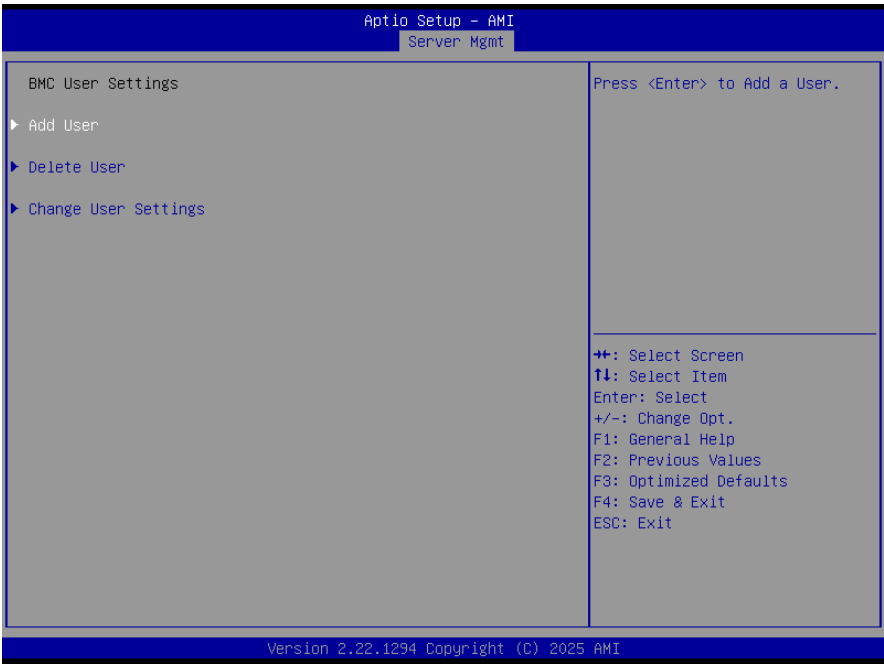 Aptio Setup – AMI
Server Mgmt
BMC User Settings
Add User
Delete User
Change User Settings
Press <Enter> to Add a User.
→←: Select Screen
↑↓: Select Item
Enter: Select
+/-: Change Opt.
F1: General Help
F2: Previous Values
F3: Optimized Defaults
F4: Save & Exit
ESC: Exit
Version 2.22.1294 Copyright (C) 2025 AMI